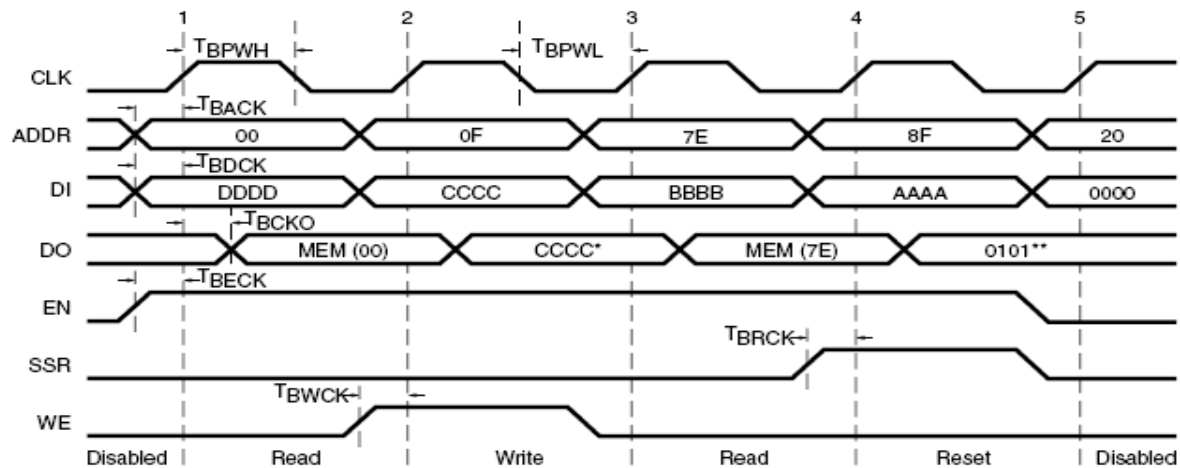 1 2 3 4 5
TBPWH TBPWL
CLK
TBACK
ADDR 00 0F 7E 8F 20
TBDCK
DI DDDD CCCC BBBB AAAA 0000
TBCKO
DO MEM (00) CCCC* MEM (7E) 0101**
TBECK
EN
TBRCK
SSR
TBWCK
WE
Disabled Read Write Read Reset Disabled